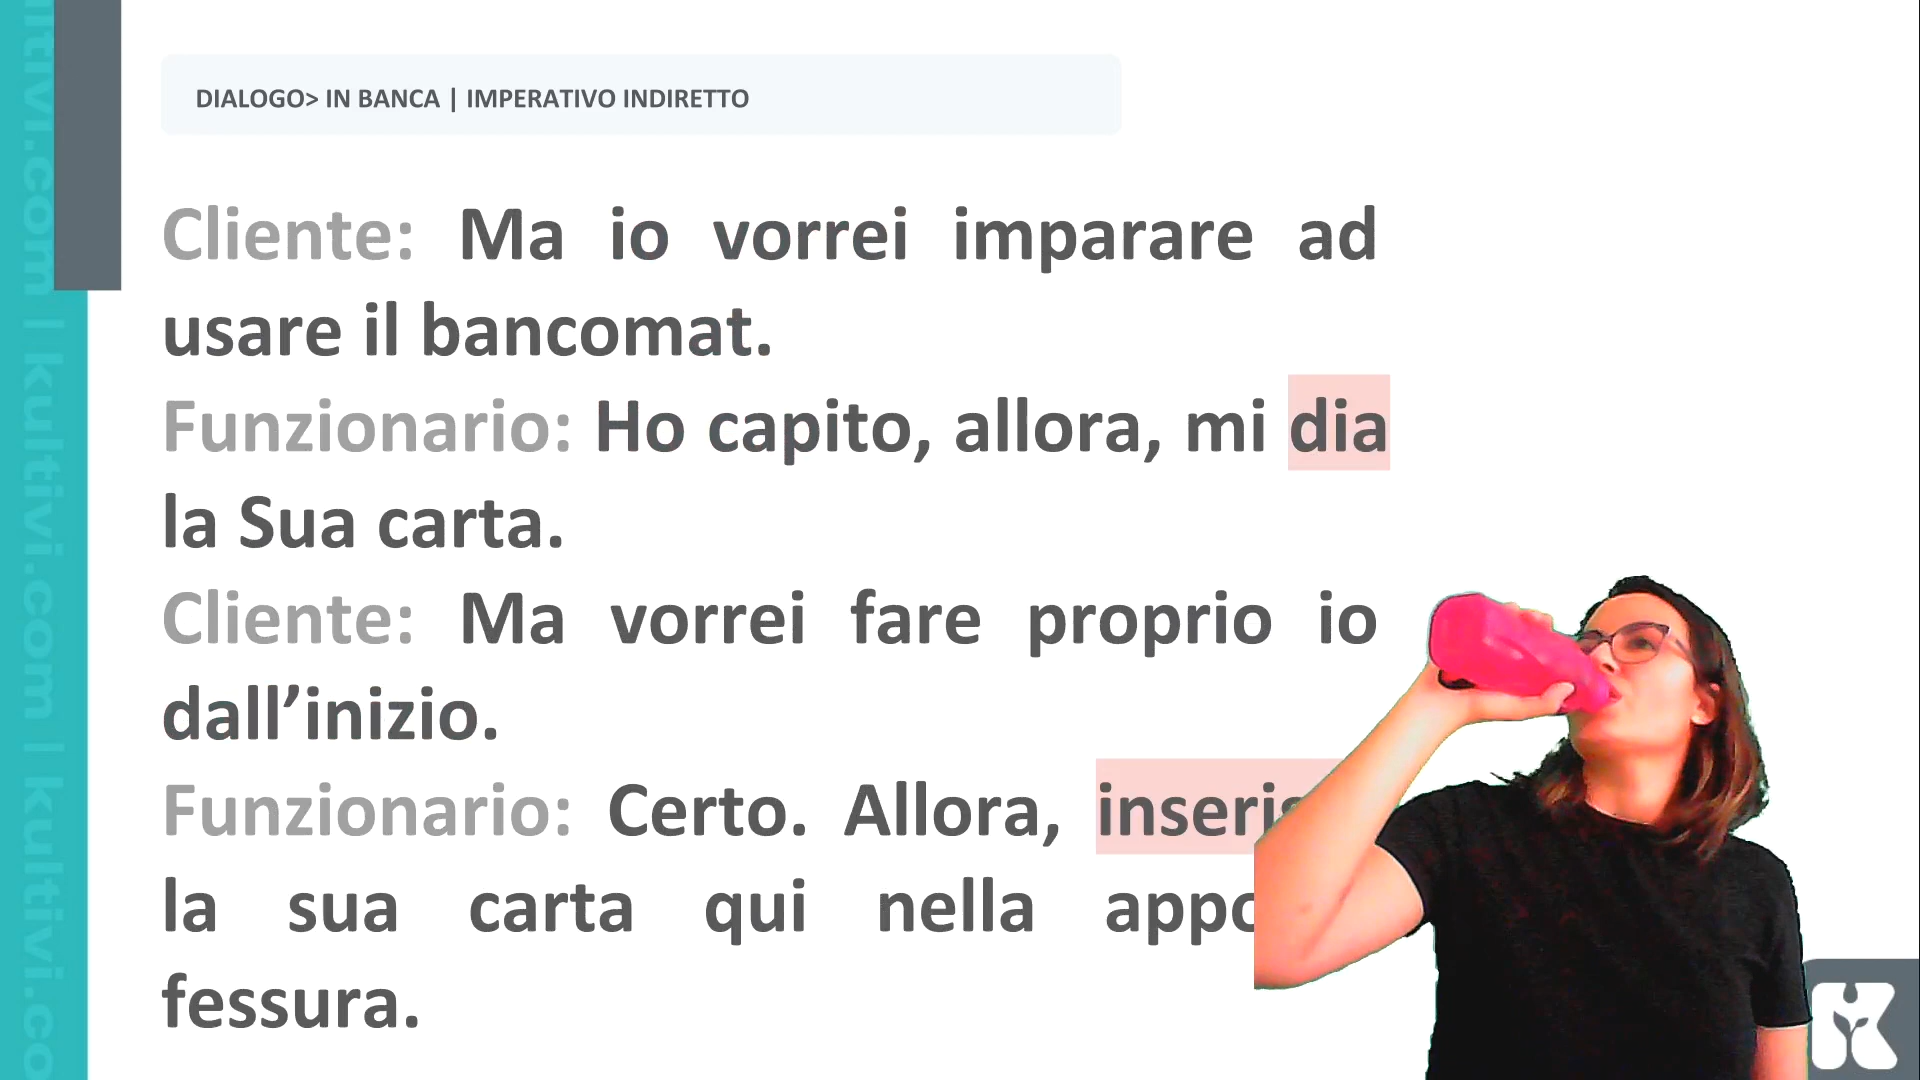 DIALOGO> IN BANCA | IMPERATIVO INDIRETTO
Cliente: Ma io vorrei imparare ad
usare il bancomat.
Funzionario: Ho capito, allora, mi dia
la Sua carta.
Cliente: Ma vorrei fare proprio io
dall’inizio.
Funzionario: Certo. Allora,
la sua carta qui nella
fessura.
kultivi.com | kultivi.com | kultivi.co